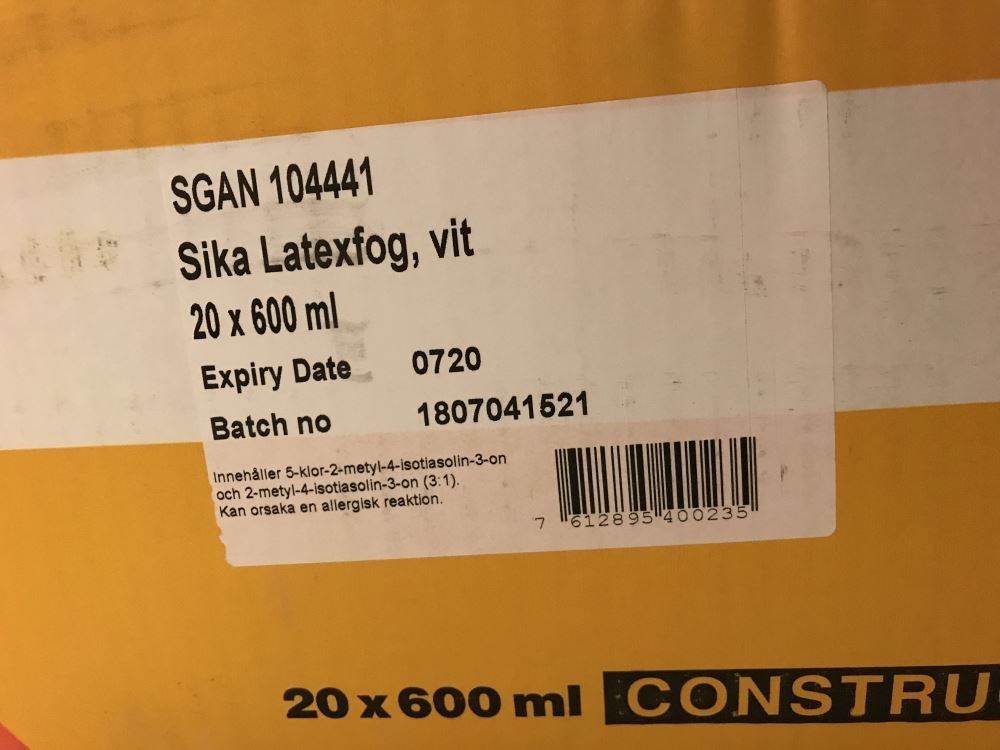 SGAN 104441
Sika Latexfog, vit
20 x 600 ml
Expiry Date 0720
Batch no 1807041521
Innehåller 5-klor-2-metyl-4-isotiasolin-3-on
och 2-metyl-4-isotiasolin-3-on (3:1).
Kan orsaka en allergisk reaktion.
7 612895 400235
20 x 600 ml CONSTRU